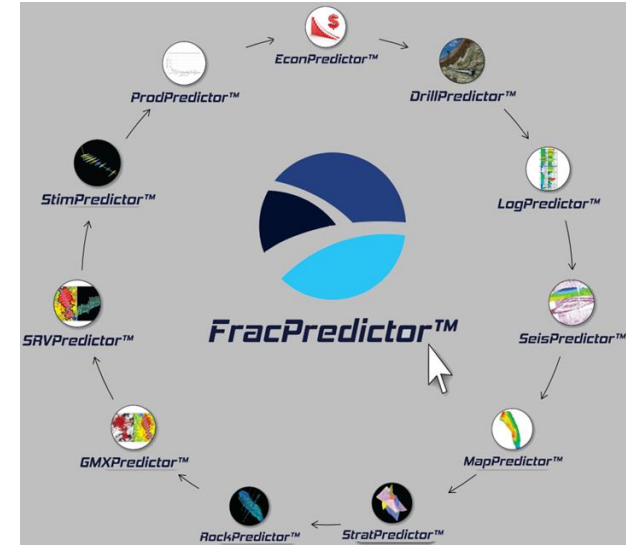 EconPredictor™
DrillPredictor™
ProdPredictor™
LogPredictor™
StimPredictor™
SeisPredictor™
FracPredictor™
SRVPredictor™
MapPredictor™
GMXPredictor™
StratPredictor™
RockPredictor™